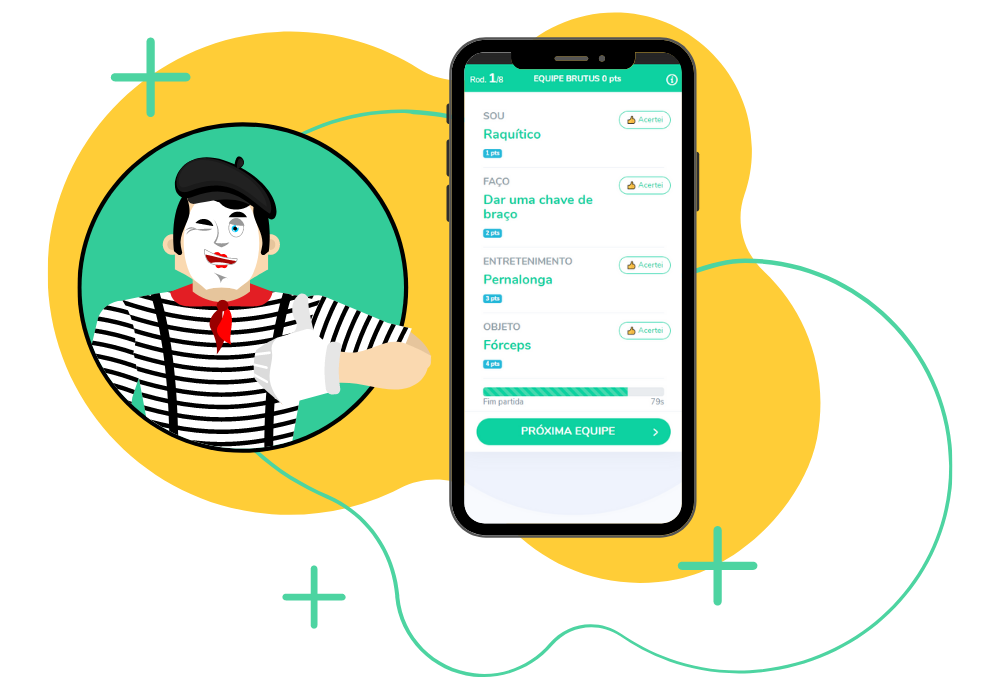 Rod. 1/8 EQUIPE BRUTUS 0 pts
SOU
Acertei
Raquítico
1 pts
FAÇO
Acertei
Dar uma chave de
braço
2 pts
ENTRETENIMENTO
Acertei
Pernalonga
3 pts
OBJETO
Acertei
Fórceps
4 pts
Fim partida 79s
PRÓXIMA EQUIPE